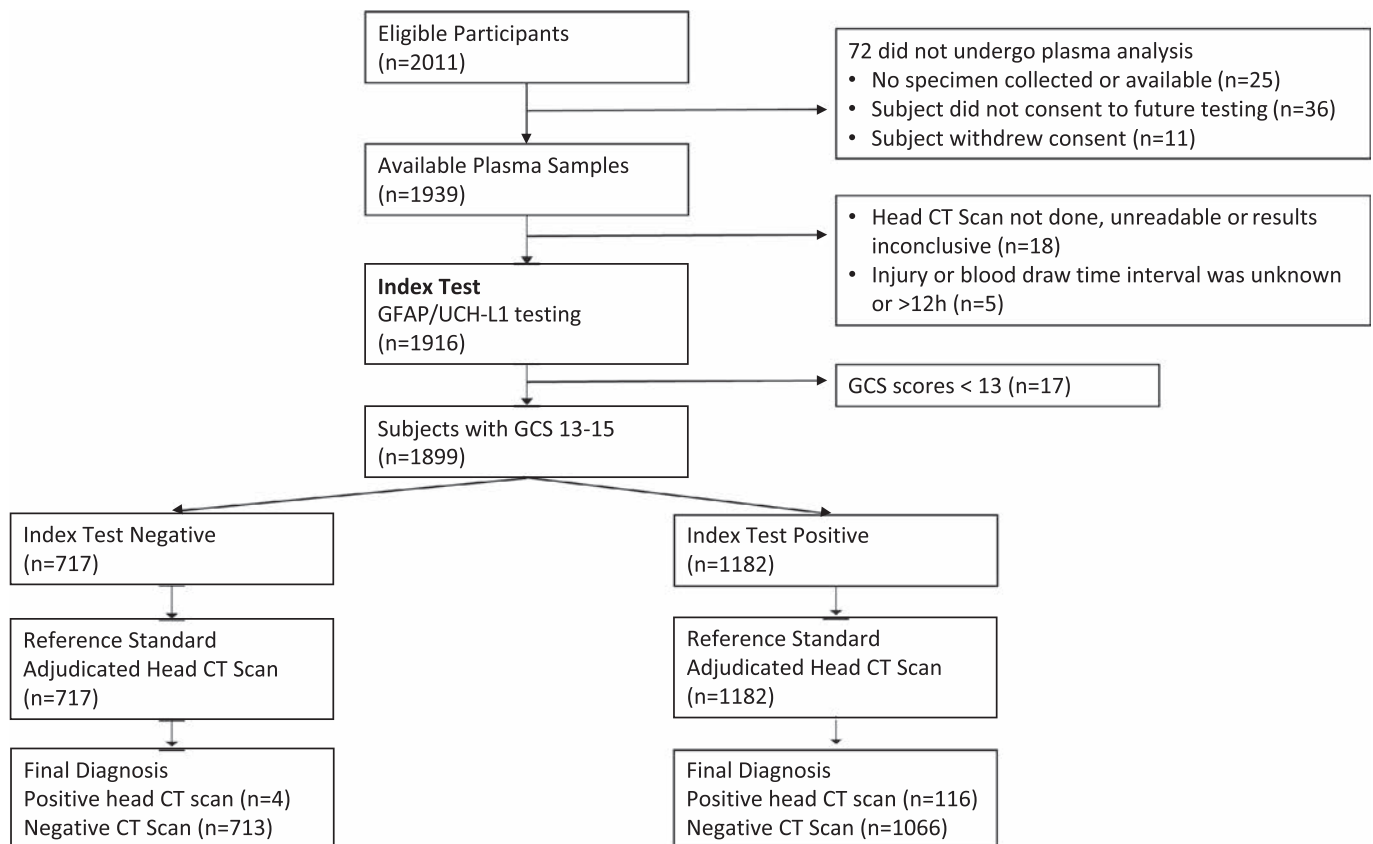 Eligible Participants
(n=2011)
72 did not undergo plasma analysis
• No specimen collected or available (n=25)
• Subject did not consent to future testing (n=36)
• Subject withdrew consent (n=11)
Available Plasma Samples
(n=1939)
• Head CT Scan not done, unreadable or results
inconclusive (n=18)
• Injury or blood draw time interval was unknown
or >12h (n=5)
Index Test
GFAP/UCH-L1 testing
(n=1916)
GCS scores < 13 (n=17)
Subjects with GCS 13-15
(n=1899)
Index Test Negative
(n=717)
Index Test Positive
(n=1182)
Reference Standard
Adjudicated Head CT Scan
(n=717)
Reference Standard
Adjudicated Head CT Scan
(n=1182)
Final Diagnosis
Positive head CT scan (n=4)
Negative CT Scan (n=713)
Final Diagnosis
Positive head CT scan (n=116)
Negative CT Scan (n=1066)